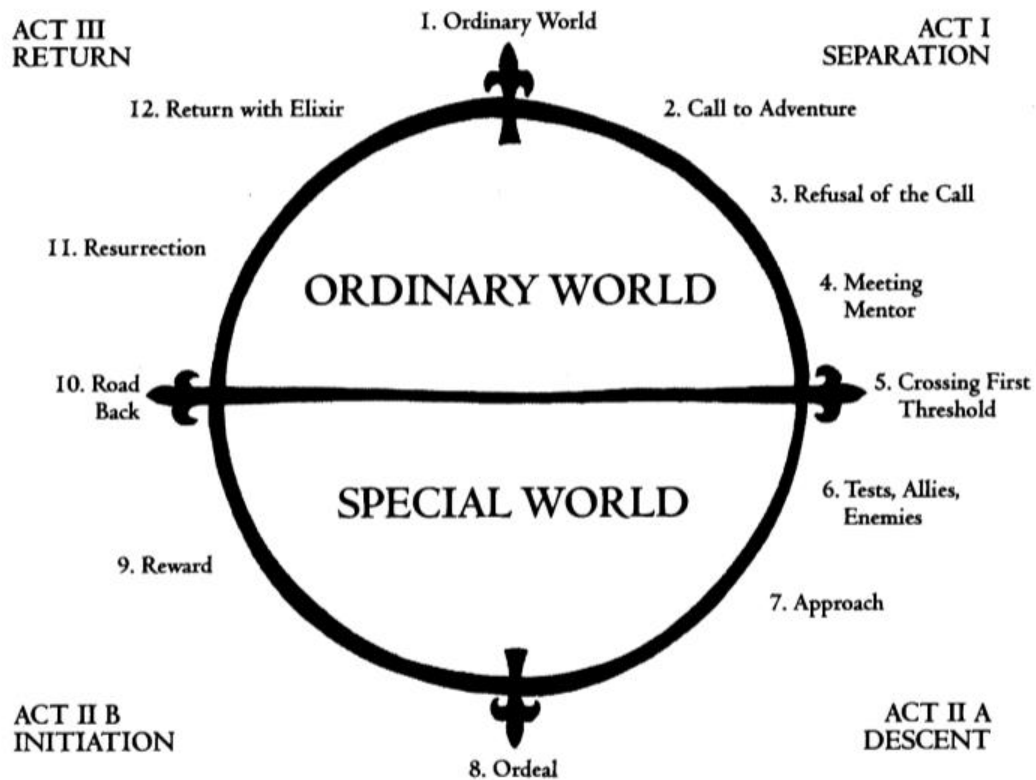 ACT III
RETURN
1. Ordinary World
ACT I
SEPARATION
12. Return with Elixir
2. Call to Adventure
3. Refusal of the Call
11. Resurrection
ORDINARY WORLD
4. Meeting
Mentor
10. Road
Back
5. Crossing First
Threshold
SPECIAL WORLD
6. Tests, Allies,
Enemies
9. Reward
7. Approach
ACT II B
INITIATION
ACT II A
DESCENT
8. Ordeal